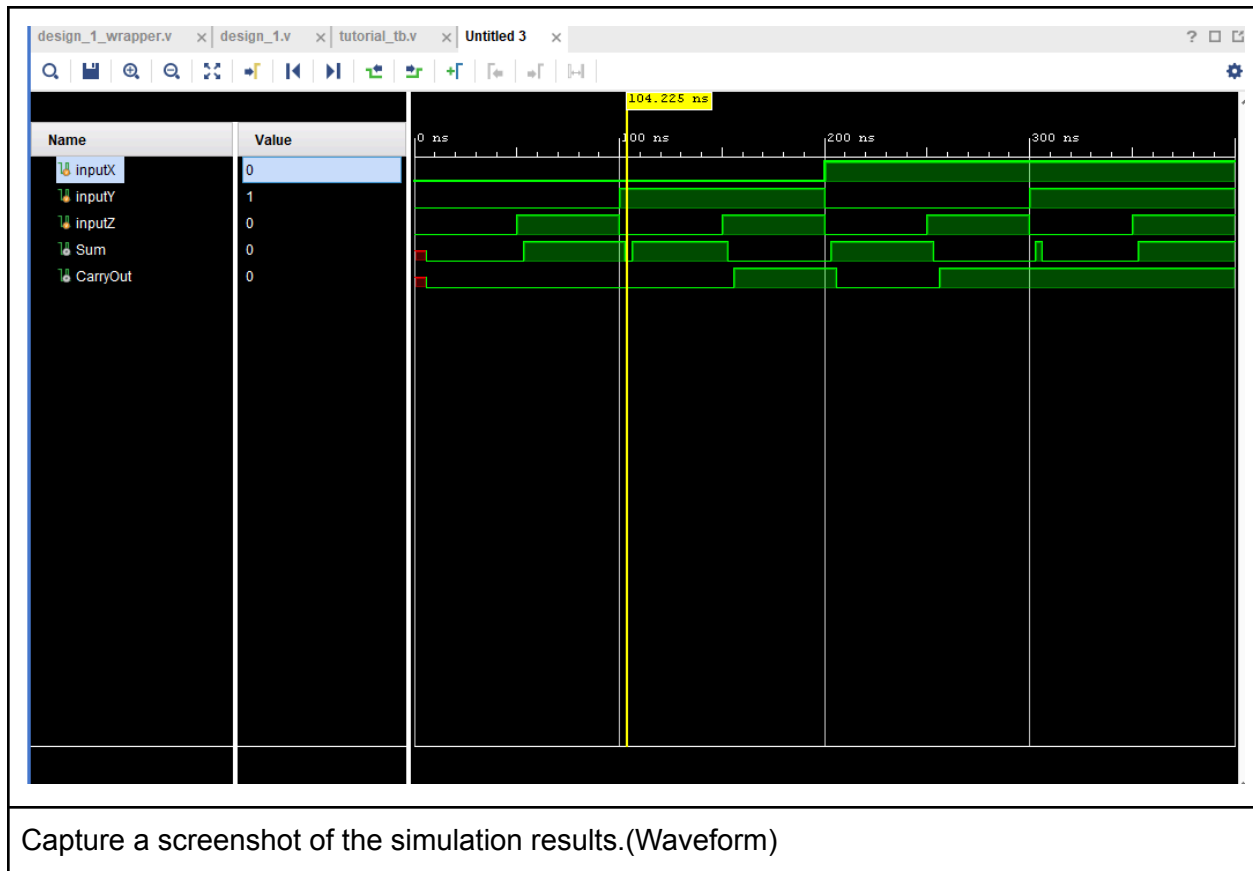 design_1_wrapper.v × design_1.v × tutorial_tb.v × Untitled 3 × ?
104.225 ns
Name Value 0 ns 100 ns 200 ns 300 ns
inputX 0
inputY 1
inputZ 0
Sum 0
CarryOut 0
Capture a screenshot of the simulation results.(Waveform)